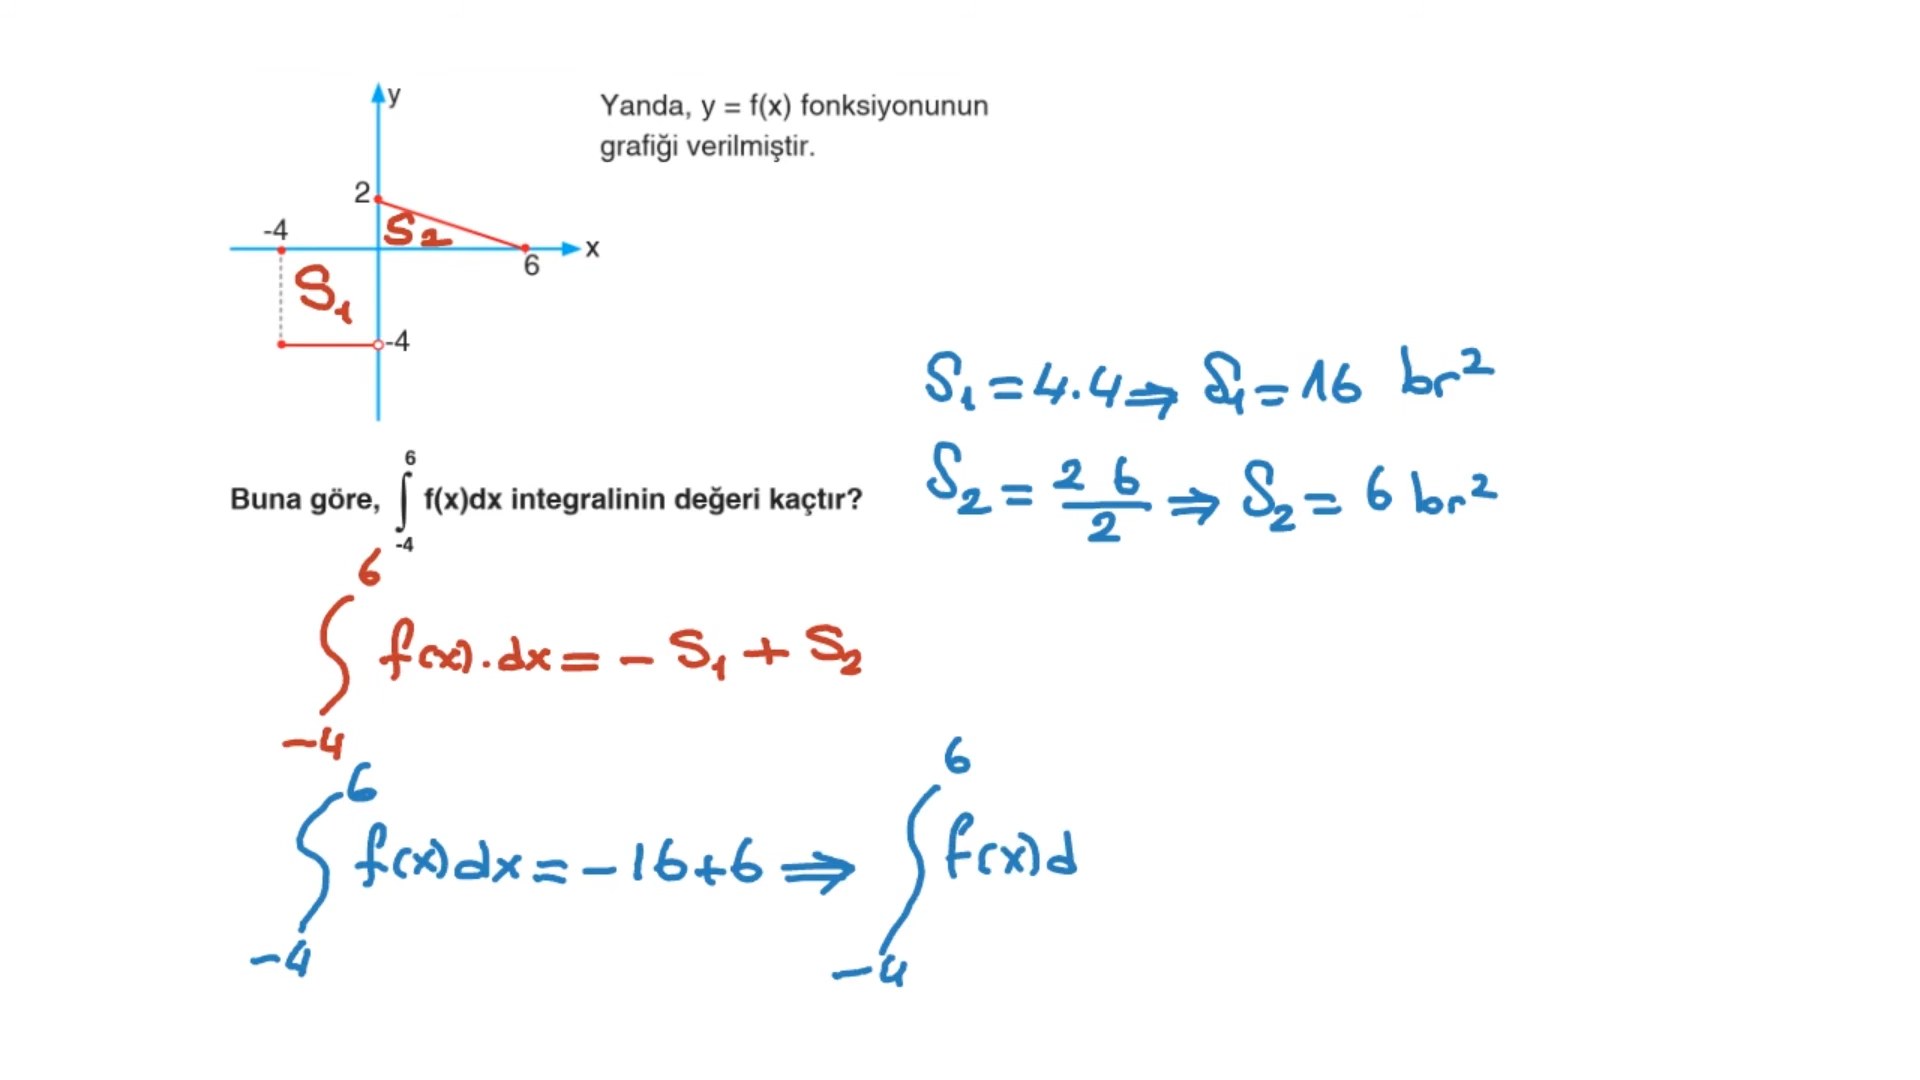 y
Yanda, y = f(x) fonksiyonunun
grafiği verilmiştir.
2
-4
S2
x
6
S1
-4
S1 = 4.4 ⇒ S1 = 16 br²
S2 = 2 6 / 2 ⇒ S2 = 6 br²
Buna göre, ∫ 6 -4 f(x)dx integralinin değeri kaçtır?
∫ 6 -4 f(x).dx = - S1 + S2
∫ 6 -4 f(x)dx = -16+6 ⇒ ∫ 6 -4 f(x)d